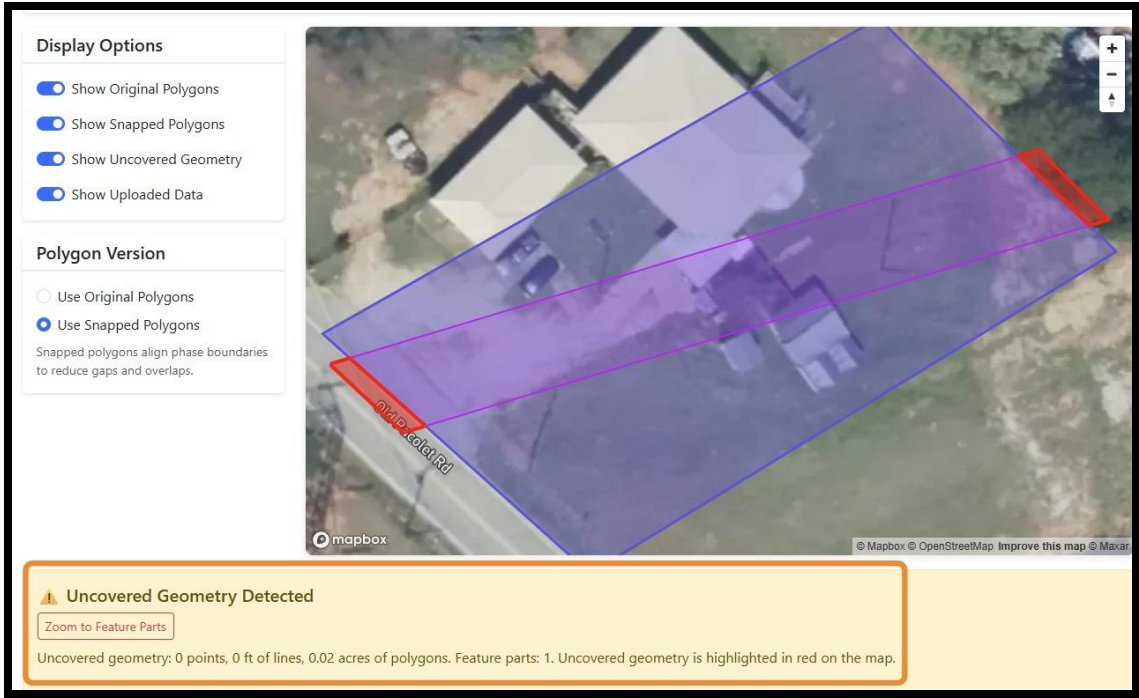 Display Options
Show Original Polygons
Show Snapped Polygons
Show Uncovered Geometry
Show Uploaded Data
Polygon Version
Use Original Polygons
Use Snapped Polygons
Snapped polygons align phase boundaries
to reduce gaps and overlaps.
Old Pacolet Rd
mapbox
© Mapbox © OpenStreetMap Improve this map © Maxar
Uncovered Geometry Detected
Zoom to Feature Parts
Uncovered geometry: 0 points, 0 ft of lines, 0.02 acres of polygons. Feature parts: 1. Uncovered geometry is highlighted in red on the map.